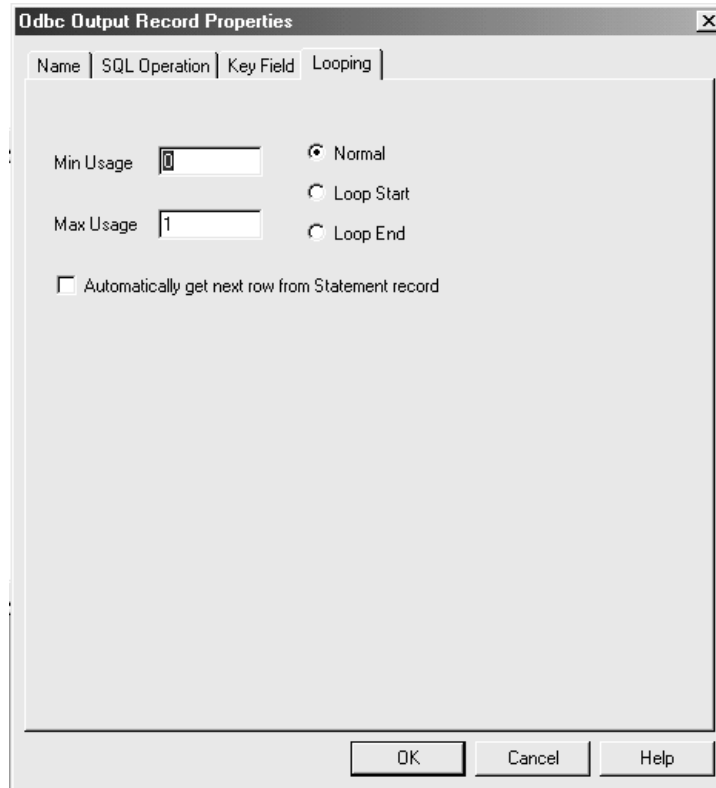 Odbc Output Record Properties
Name SQL Operation Key Field Looping
Min Usage 0 Normal
Loop Start
Max Usage 1
Loop End
Automatically get next row from Statement record
OK Cancel Help